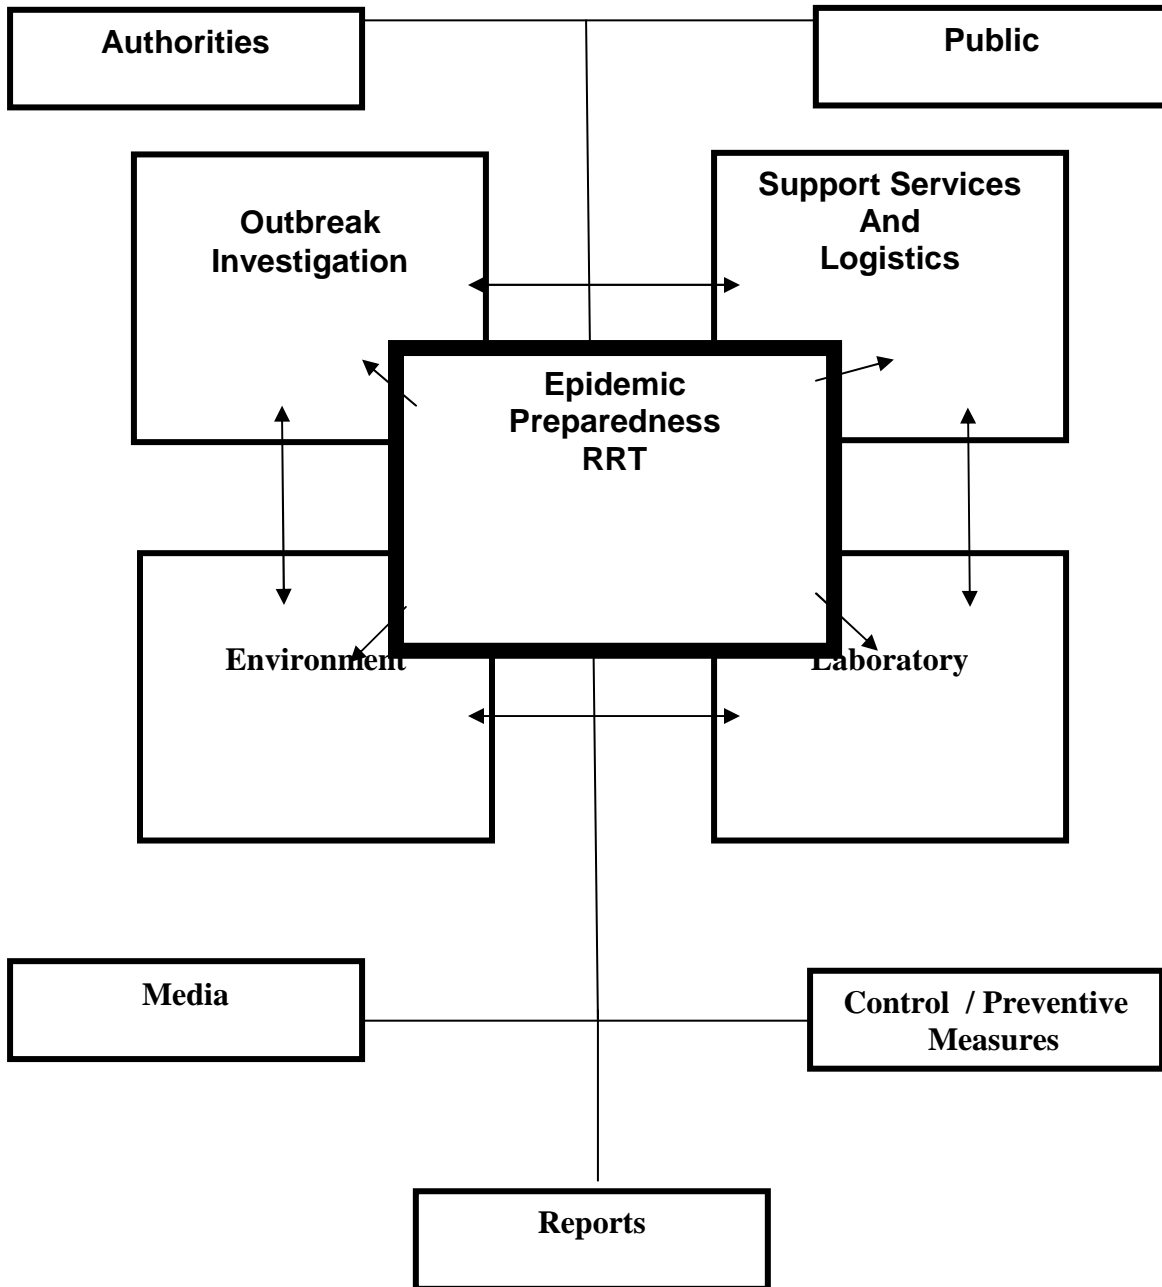 Authorities
Public
Outbreak
Investigation
Support Services
And
Logistics
Epidemic
Preparedness
RRT
Environment
Laboratory
Media
Control / Preventive
Measures
Reports